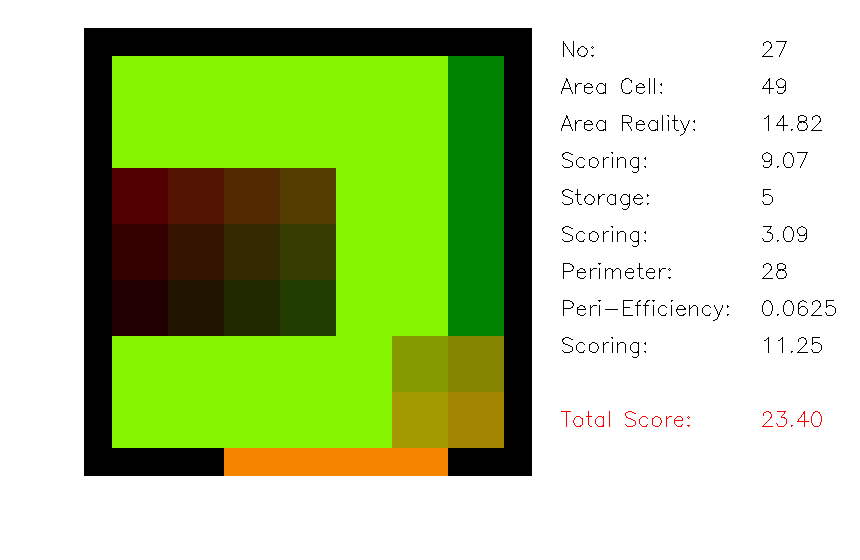 No: 27
Area Cell: 49
Area Reality: 14.82
Scoring: 9.07
Storage: 5
Scoring: 3.09
Perimeter: 28
Peri-Efficiency: 0.0625
Scoring: 11.25
Total Score: 23.40